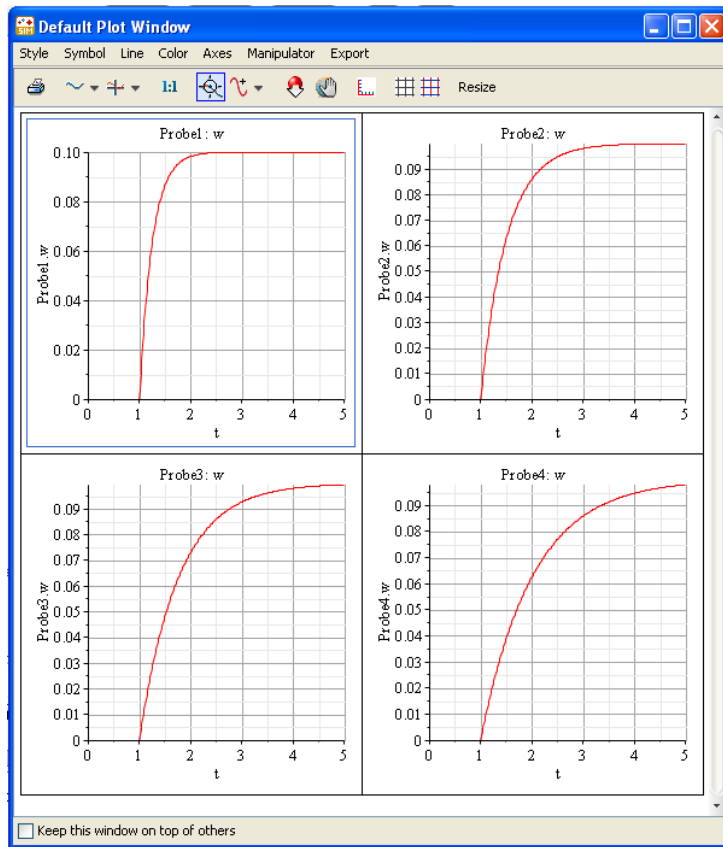 SIM Default Plot Window
Style Symbol Line Color Axes Manipulator Export
1:1 Resize
Probe1: w
0.10
0.08
0.06
0.04
0.02
0
Probe1.w
0 1 2 3 4 5
t
Probe2: w
0.09
0.08
0.07
0.06
0.05
0.04
0.03
0.02
0.01
0
Probe2.w
0 1 2 3 4 5
t
Probe3: w
0.09
0.08
0.07
0.06
0.05
0.04
0.03
0.02
0.01
0
Probe3.w
0 1 2 3 4 5
t
Probe4: w
0.09
0.08
0.07
0.06
0.05
0.04
0.03
0.02
0.01
0
Probe4.w
0 1 2 3 4 5
t
Keep this window on top of others